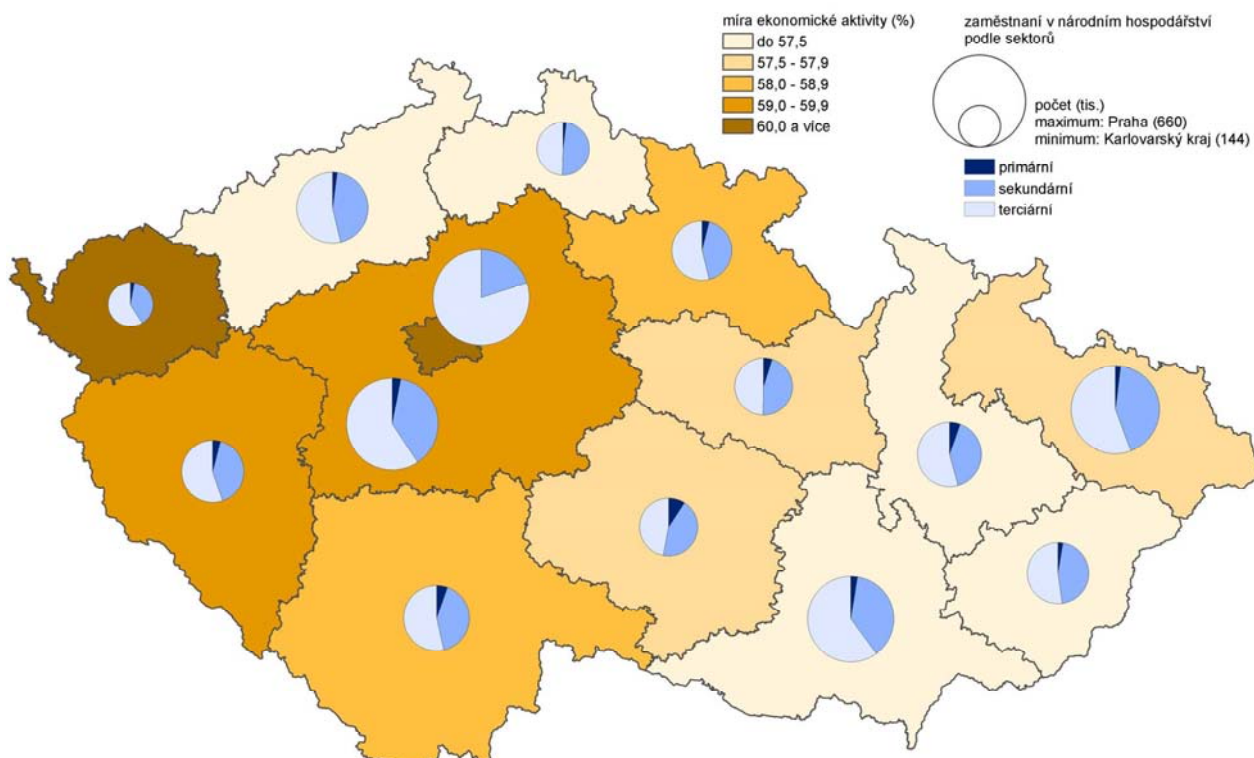 míra ekonomické aktivity (%)
do 57,5
57,5 - 57,9
58,0 - 58,9
59,0 - 59,9
60,0 a více
zaměstnaní v národním hospodářství
podle sektorů
počet (tis.)
maximum: Praha (660)
minimum: Karlovarský kraj (144)
primární
sekundární
terciární